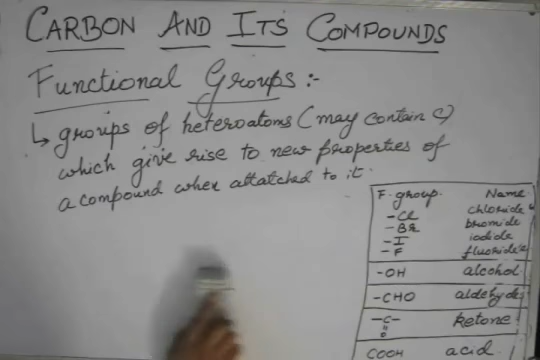 CARBON AND ITS COMPOUNDS
Functional Groups :-
↳ groups of heteroatoms (may contain C)
which give rise to new properties of
a compound when attatched to it.
F. group Name
-Cl chloride
-Br bromide
-I iodide
-F fluoride
-OH alcohol
-CHO aldehyde
-C- ketone
=
O
COOH acid